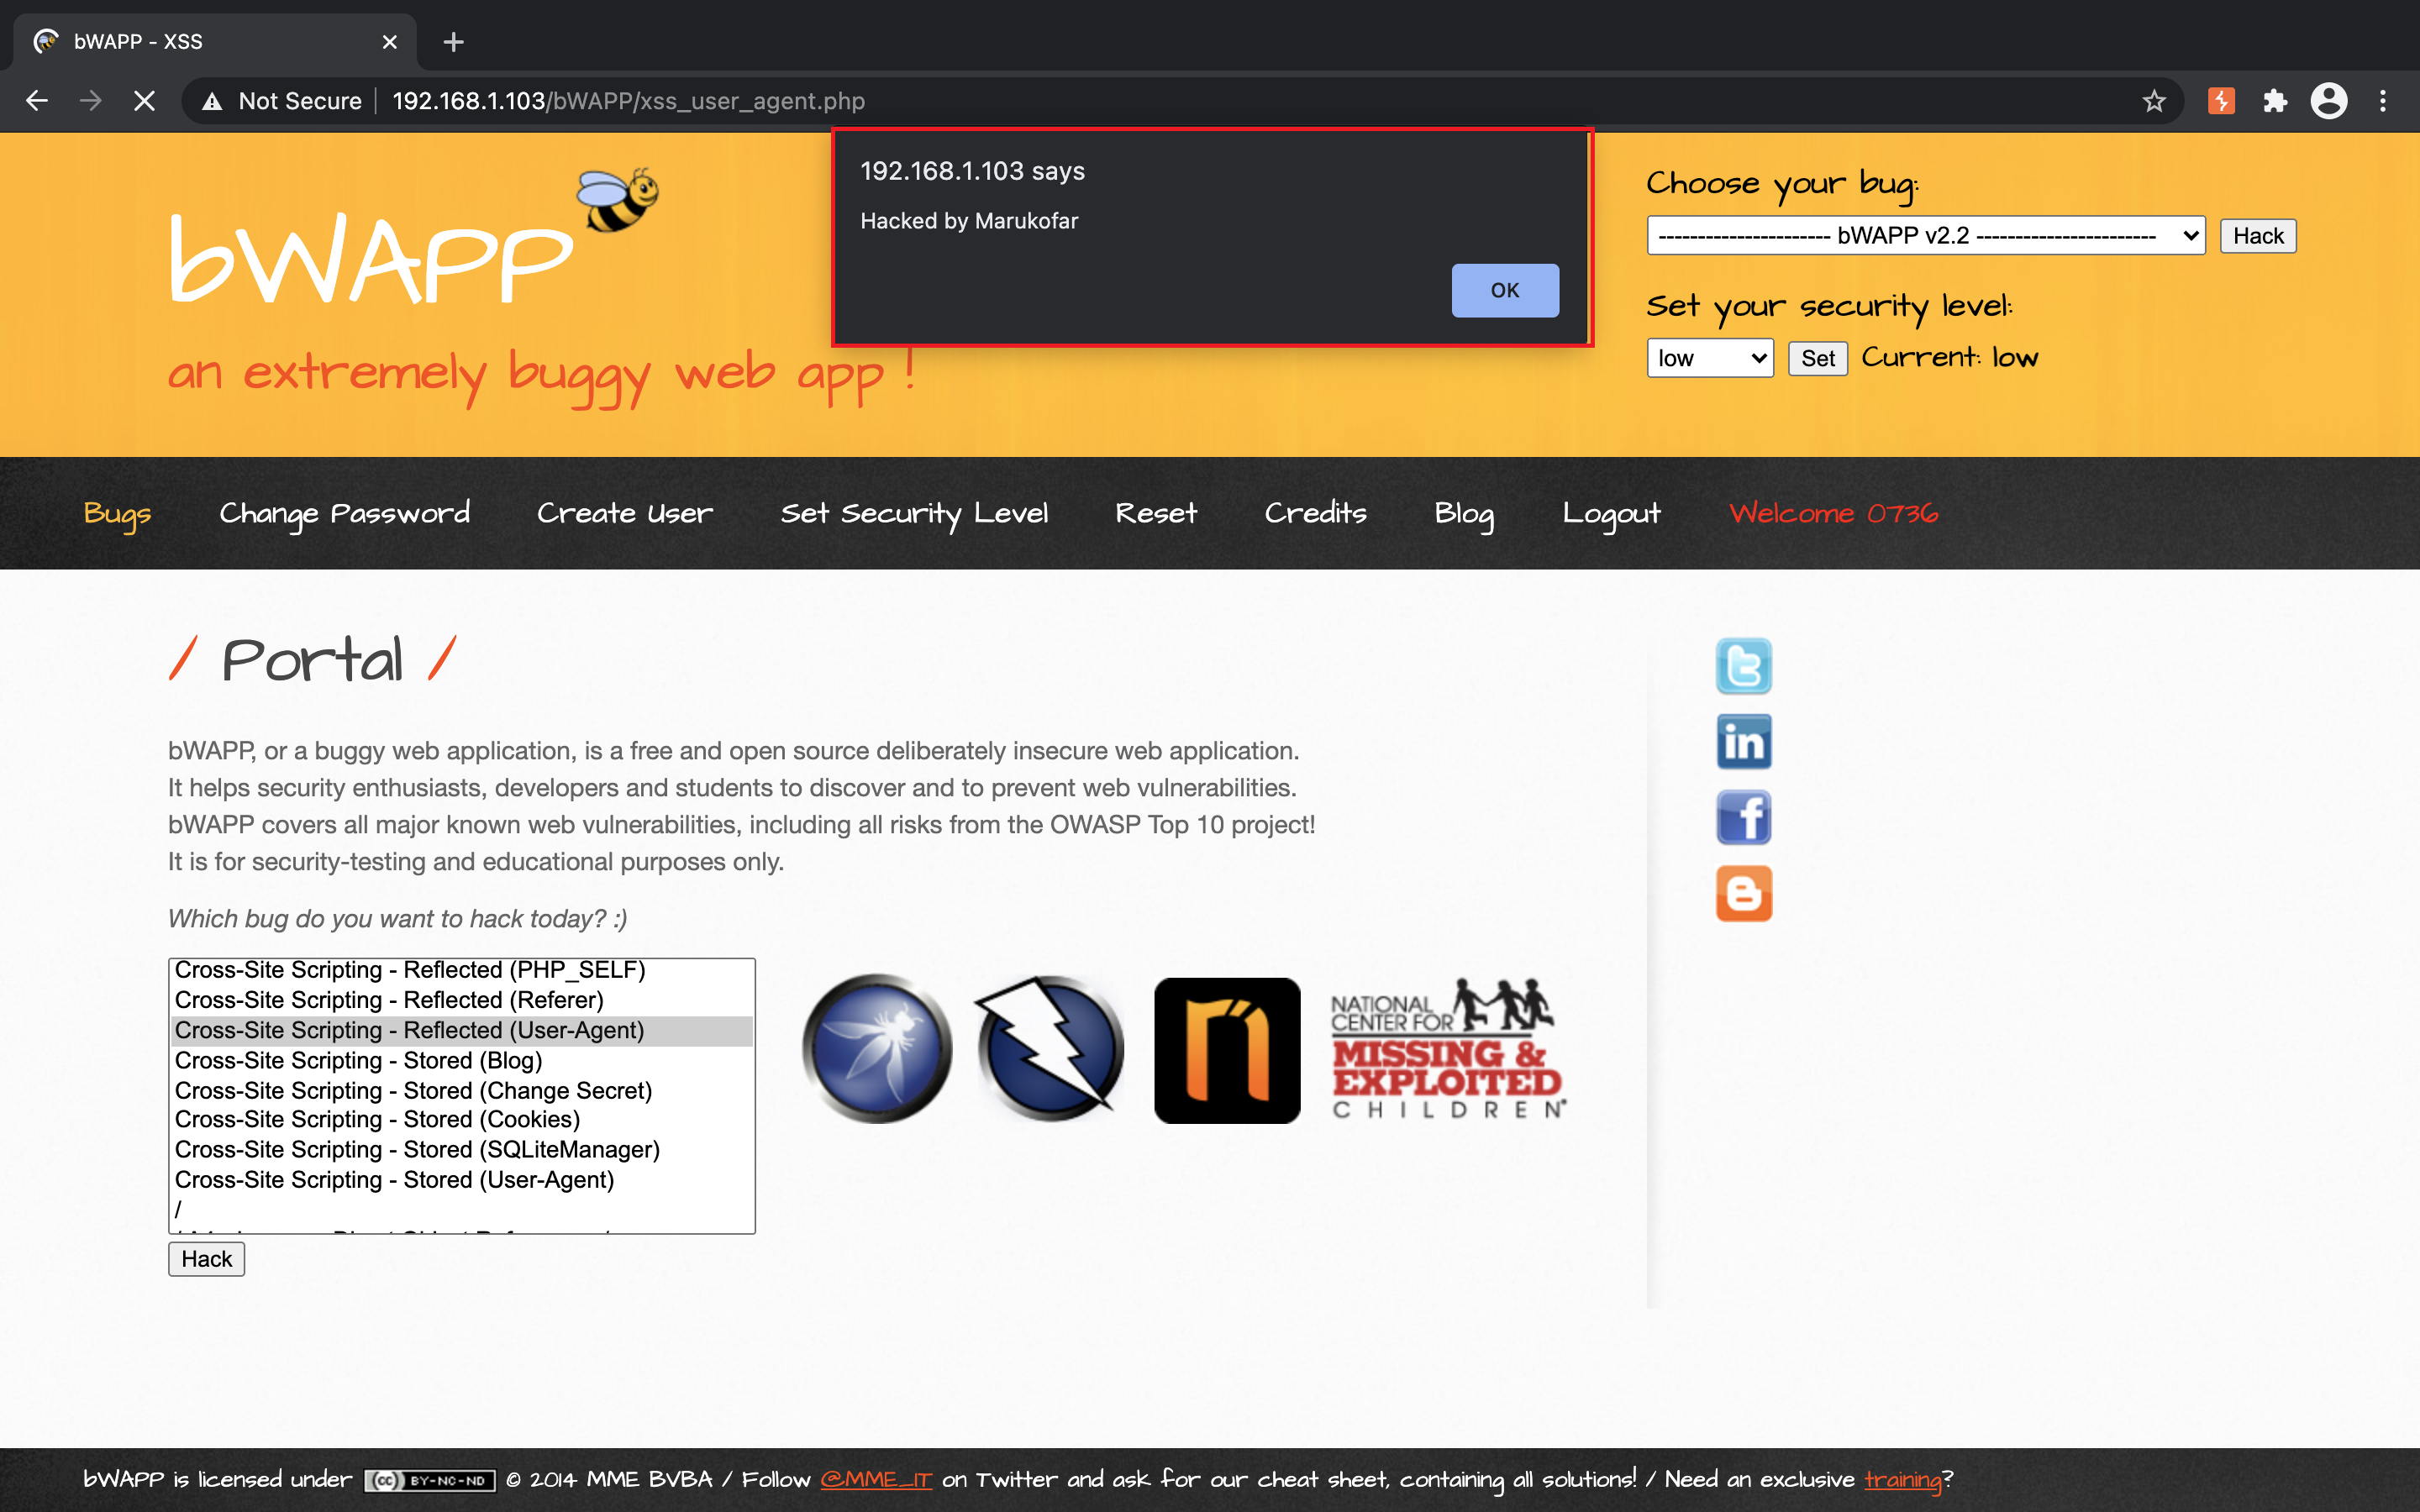 bWAPP - XSS
Not Secure 192.168.1.103/bWAPP/xss_user_agent.php
192.168.1.103 says
Hacked by Marukofar
OK
bWAPP
an extremely buggy web app !
Choose your bug:
---------------------- bWAPP v2.2 ----------------------- Hack
Set your security level:
low Set Current: low
Bugs Change Password Create User Set Security Level Reset Credits Blog Logout Welcome 0736
/ Portal /
bWAPP, or a buggy web application, is a free and open source deliberately insecure web application.
It helps security enthusiasts, developers and students to discover and to prevent web vulnerabilities.
bWAPP covers all major known web vulnerabilities, including all risks from the OWASP Top 10 project!
It is for security-testing and educational purposes only.
Which bug do you want to hack today? :)
Cross-Site Scripting - Reflected (PHP_SELF)
Cross-Site Scripting - Reflected (Referer)
Cross-Site Scripting - Reflected (User-Agent)
Cross-Site Scripting - Stored (Blog)
Cross-Site Scripting - Stored (Change Secret)
Cross-Site Scripting - Stored (Cookies)
Cross-Site Scripting - Stored (SQLiteManager)
Cross-Site Scripting - Stored (User-Agent)
/
Hack
NATIONAL
CENTER FOR
MISSING &
EXPLOITED
CHILDREN®
bWAPP is licensed under (cc) BY-NC-ND © 2014 MME BVBA / Follow @MME_IT on Twitter and ask for our cheat sheet, containing all solutions! / Need an exclusive training?